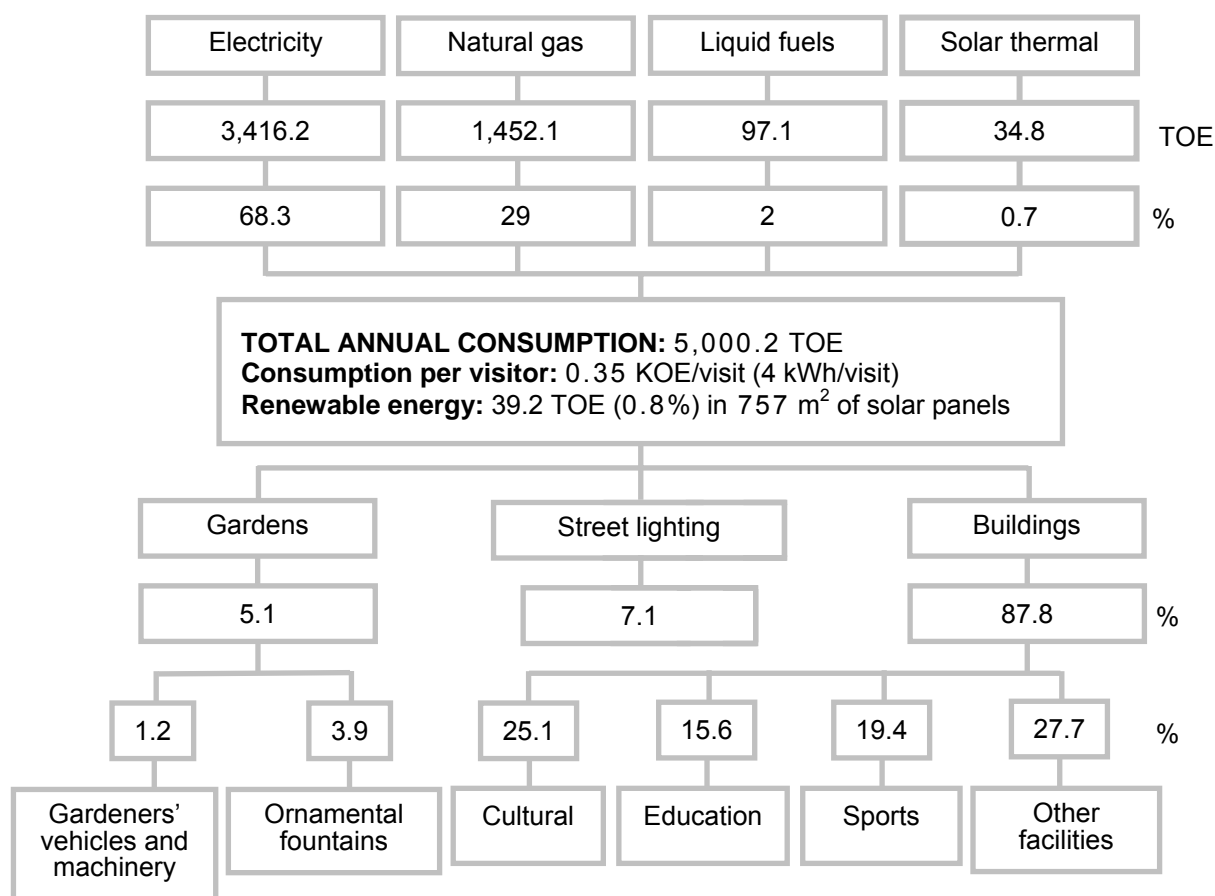 Electricity Natural gas Liquid fuels Solar thermal
3,416.2 1,452.1 97.1 34.8 TOE
68.3 29 2 0.7 %
TOTAL ANNUAL CONSUMPTION: 5,000.2 TOE
Consumption per visitor: 0.35 KOE/visit (4 kWh/visit)
Renewable energy: 39.2 TOE (0.8%) in 757 m² of solar panels
Gardens Street lighting Buildings
5.1 7.1 87.8 %
1.2 3.9 25.1 15.6 19.4 27.7 %
Gardeners' vehicles and machinery
Ornamental fountains
Cultural
Education
Sports
Other facilities